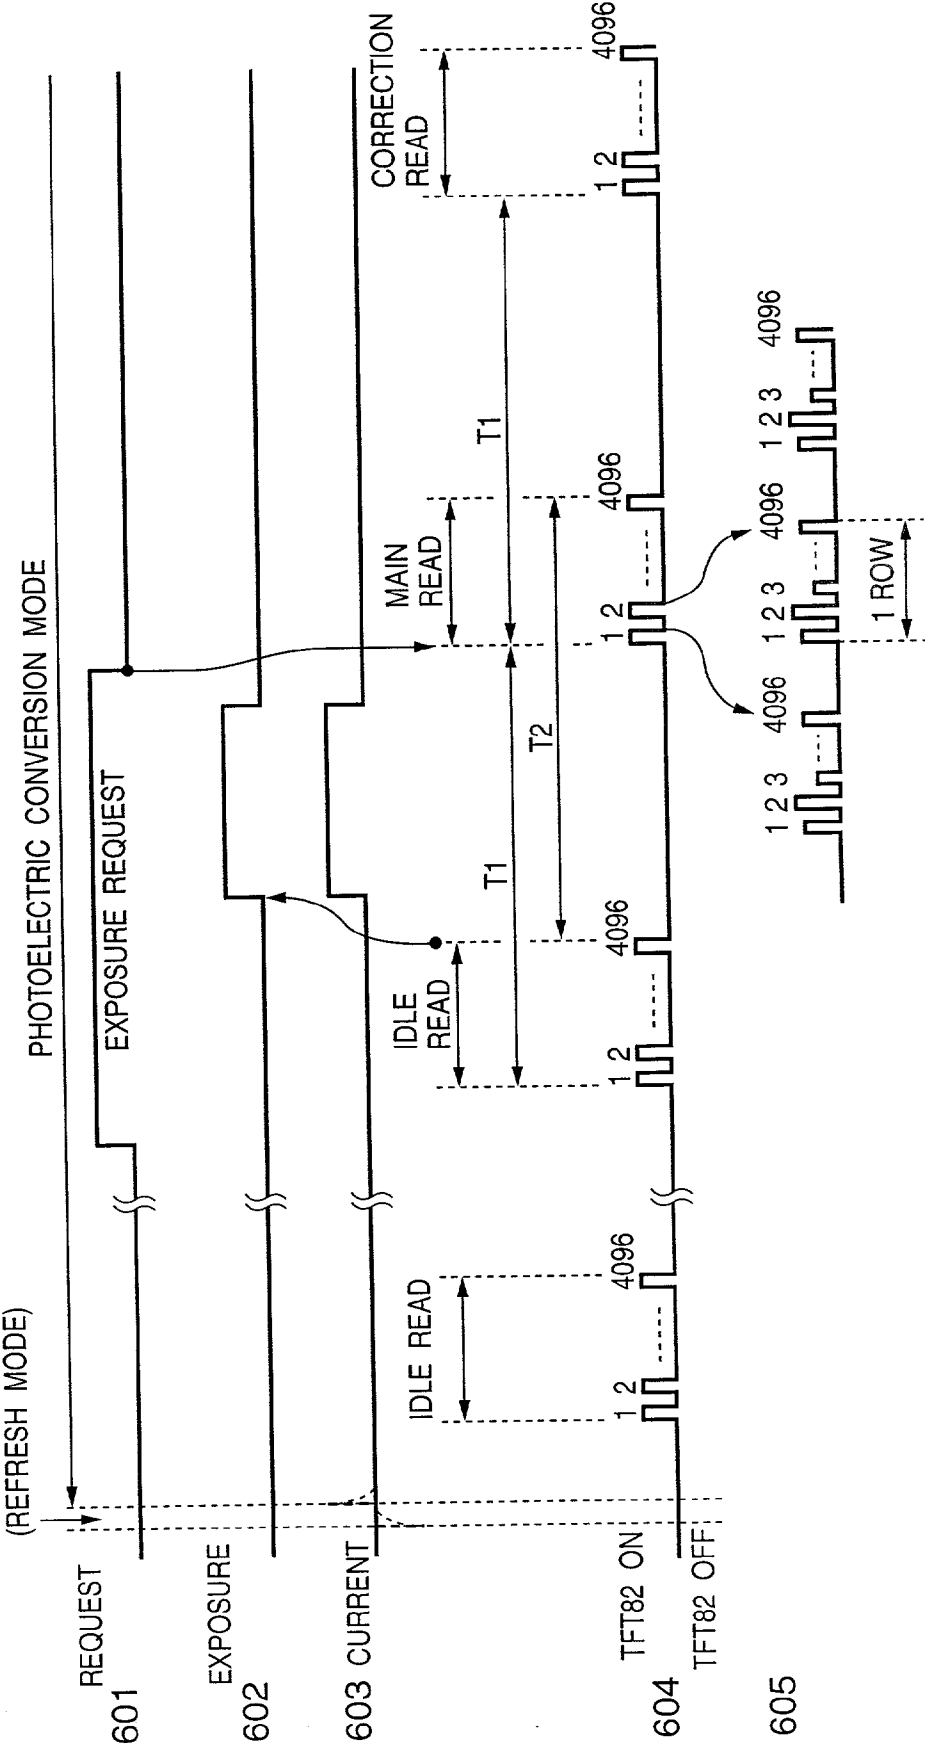 (REFRESH MODE)
PHOTOELECTRIC CONVERSION MODE
REQUEST
601
EXPOSURE REQUEST
EXPOSURE
602
603 CURRENT
IDLE READ
IDLE
READ
MAIN
READ
CORRECTION
READ
T1
T1
T2
TFT82 ON
604
TFT82 OFF
1 2 4096
1 2 4096
1 2 4096
1 2 4096
605
1 2 3 4096
1 2 3 4096
1 2 3 4096
1 ROW